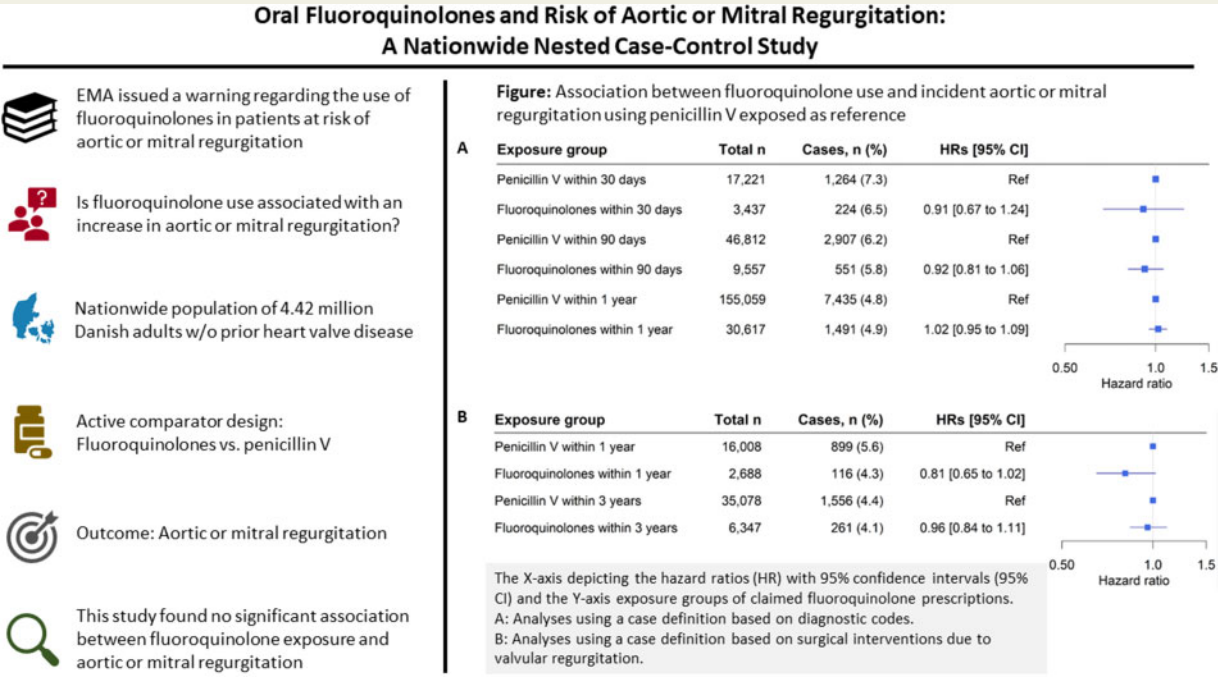 Oral Fluoroquinolones and Risk of Aortic or Mitral Regurgitation:
A Nationwide Nested Case-Control Study
EMA issued a warning regarding the use of
fluoroquinolones in patients at risk of
aortic or mitral regurgitation
?
Is fluoroquinolone use associated with an
increase in aortic or mitral regurgitation?
Nationwide population of 4.42 million
Danish adults w/o prior heart valve disease
Active comparator design:
Fluoroquinolones vs. penicillin V
Outcome: Aortic or mitral regurgitation
This study found no significant association
between fluoroquinolone exposure and
aortic or mitral regurgitation
Figure: Association between fluoroquinolone use and incident aortic or mitral
regurgitation using penicillin V exposed as reference
A Exposure group Total n Cases, n (%) HRs [95% CI]
Penicillin V within 30 days 17,221 1,264 (7.3) Ref
Fluoroquinolones within 30 days 3,437 224 (6.5) 0.91 [0.67 to 1.24]
Penicillin V within 90 days 46,812 2,907 (6.2) Ref
Fluoroquinolones within 90 days 9,557 551 (5.8) 0.92 [0.81 to 1.06]
Penicillin V within 1 year 155,059 7,435 (4.8) Ref
Fluoroquinolones within 1 year 30,617 1,491 (4.9) 1.02 [0.95 to 1.09]
0.50 1.0 1.5
Hazard ratio
B Exposure group Total n Cases, n (%) HRs [95% CI]
Penicillin V within 1 year 16,008 899 (5.6) Ref
Fluoroquinolones within 1 year 2,688 116 (4.3) 0.81 [0.65 to 1.02]
Penicillin V within 3 years 35,078 1,556 (4.4) Ref
Fluoroquinolones within 3 years 6,347 261 (4.1) 0.96 [0.84 to 1.11]
0.50 1.0 1.5
Hazard ratio
The X-axis depicting the hazard ratios (HR) with 95% confidence intervals (95%
CI) and the Y-axis exposure groups of claimed fluoroquinolone prescriptions.
A: Analyses using a case definition based on diagnostic codes.
B: Analyses using a case definition based on surgical interventions due to
valvular regurgitation.